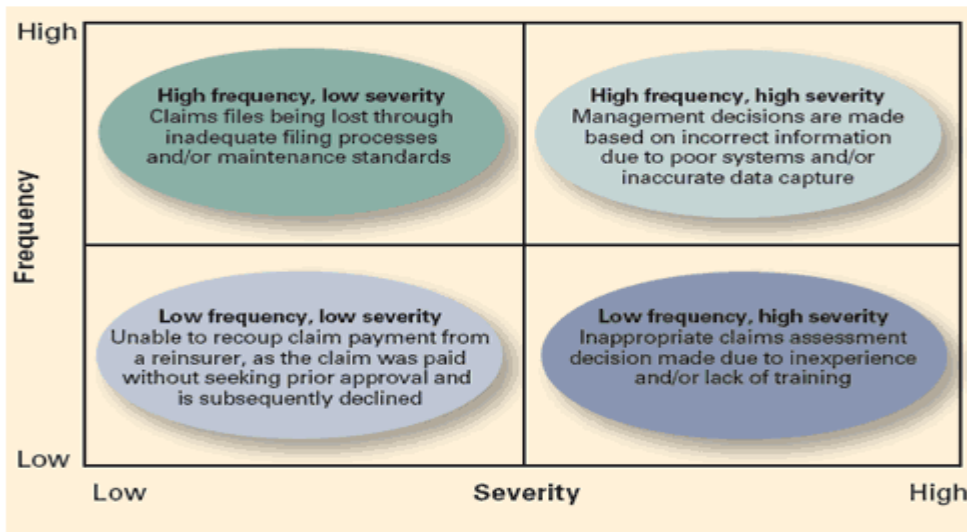 High
High frequency, low severity
Claims files being lost through
inadequate filing processes
and/or maintenance standards
High frequency, high severity
Management decisions are made
based on incorrect information
due to poor systems and/or
inaccurate data capture
Frequency
Low frequency, low severity
Unable to recoup claim payment from
a reinsurer, as the claim was paid
without seeking prior approval and
is subsequently declined
Low frequency, high severity
Inappropriate claims assessment
decision made due to inexperience
and/or lack of training
Low
Low
Severity
High